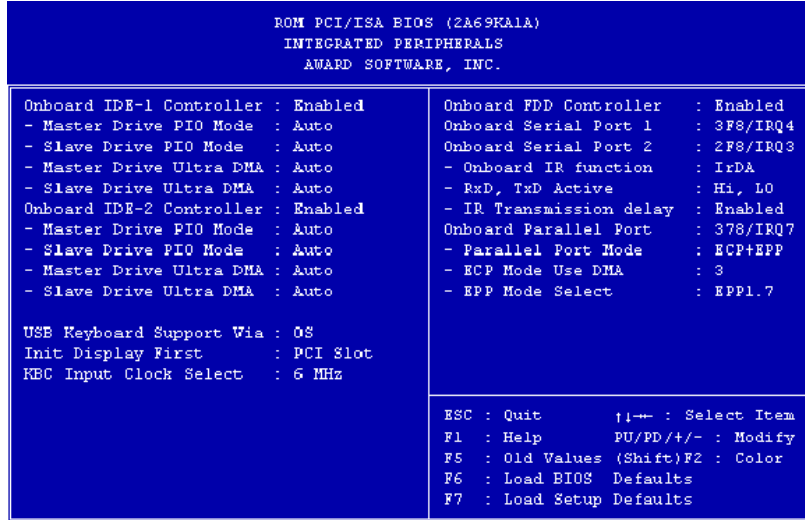 ROM PCI/ISA BIOS (2A69KA1A)
INTEGRATED PERIPHERALS
AWARD SOFTWARE, INC.
Onboard IDE-1 Controller : Enabled
- Master Drive PIO Mode : Auto
- Slave Drive PIO Mode : Auto
- Master Drive Ultra DMA : Auto
- Slave Drive Ultra DMA : Auto
Onboard IDE-2 Controller : Enabled
- Master Drive PIO Mode : Auto
- Slave Drive PIO Mode : Auto
- Master Drive Ultra DMA : Auto
- Slave Drive Ultra DMA : Auto
USB Keyboard Support Via : OS
Init Display First : PCI Slot
KBC Input Clock Select : 6 MHz
Onboard FDD Controller : Enabled
Onboard Serial Port 1 : 3F8/IRQ4
Onboard Serial Port 2 : 2F8/IRQ3
- Onboard IR function : IrDA
- RxD, TxD Active : Hi, LO
- IR Transmission delay : Enabled
Onboard Parallel Port : 378/IRQ7
- Parallel Port Mode : ECP+EPP
- ECP Mode Use DMA : 3
- EPP Mode Select : EPP1.7
ESC : Quit ↑↓→← : Select Item
F1 : Help PU/PD/+/- : Modify
F5 : Old Values (Shift)F2 : Color
F6 : Load BIOS Defaults
F7 : Load Setup Defaults